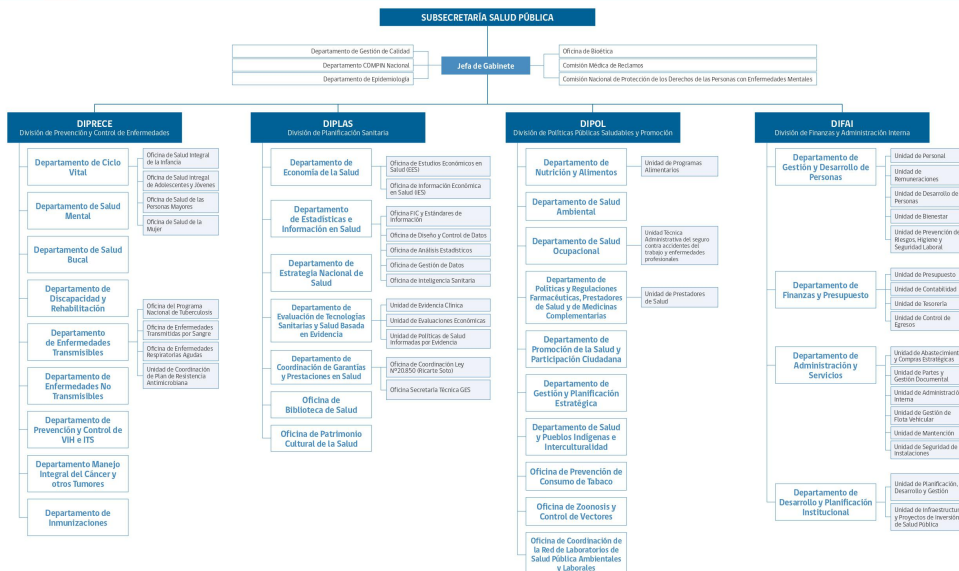 SUBSECRETARÍA SALUD PÚBLICA
Departamento de Gestión de Calidad
Departamento COMPIN Nacional
Departamento de Epidemiología
Jefa de Gabinete
Oficina de Bioética
Comisión Médica de Reclamos
Comisión Nacional de Protección de los Derechos de las Personas con Enfermedades Mentales
DIPRECE
División de Prevención y Control de Enfermedades
Departamento de Ciclo
Vital
Oficina de Salud Integral
de la Infancia
Oficina de Salud Intregal
de Adolescentes y Jóvenes
Oficina de Salud de las
Personas Mayores
Oficina de Salud de la
Mujer
Departamento de Salud
Mental
Departamento de Salud
Bucal
Departamento de
Discapacidad y
Rehabilitación
Departamento
de Enfermedades
Transmisibles
Oficina del Programa
Nacional de Tuberculosis
Oficina de Enfermedades
Transmitidas por Sangre
Oficina de Enfermedades
Respiratorias Agudas
Unidad de Coordinación
de Plan de Resistencia
Antimicrobiana
Departamento de
Enfermedades No
Transmisibles
Departamento de
Prevención y Control de
VIH e ITS
Departamento Manejo
Integral del Cáncer y
otros Tumores
Departamento de
Inmunizaciones
DIPLAS
División de Planificación Sanitaria
Departamento de
Economía de la Salud
Oficina de Estudios Económicos en
Salud (EES)
Oficina de Información Económica
en Salud (IES)
Departamento
de Estadísticas e
Información en Salud
Oficina FIC y Estándares de
Información
Oficina de Diseño y Control de Datos
Oficina de Análisis Estadísticos
Oficina de Gestión de Datos
Oficina de Inteligencia Sanitaria
Departamento de
Estrategia Nacional de
Salud
Departamento de
Evaluación de Tecnologías
Sanitarias y Salud Basada
en Evidencia
Unidad de Evidencia Clínica
Unidad de Evaluaciones Económicas
Unidad de Políticas de Salud
Informadas por Evidencia
Departamento de
Coordinación de Garantías
y Prestaciones en Salud
Oficina de Coordinación Ley
N°20.850 (Ricarte Soto)
Oficina Secretaría Técnica GES
Oficina de
Biblioteca de Salud
Oficina de Patrimonio
Cultural de la Salud
DIPOL
División de Políticas Públicas Saludables y Promoción
Departamento de
Nutrición y Alimentos
Unidad de Programas
Alimentarios
Departamento de Salud
Ambiental
Departamento de Salud
Ocupacional
Unidad Técnica
Administrativa del seguro
contra accidentes del
trabajo y enfermedades
profesionales
Departamento de
Políticas y Regulaciones
Farmacéuticas, Prestadores
de Salud y de Medicinas
Complementarias
Unidad de Prestadores
de Salud
Departamento de
Promoción de la Salud y
Participación Ciudadana
Departamento de
Gestión y Planificación
Estratégica
Departamento de Salud
y Pueblos Indígenas e
Interculturalidad
Oficina de Prevención de
Consumo de Tabaco
Oficina de Zoonosis y
Control de Vectores
Oficina de Coordinación de
la Red de Laboratorios de
Salud Pública Ambientales
y Laborales
DIFAI
División de Finanzas y Administración Interna
Departamento de
Gestión y Desarrollo de
Personas
Unidad de Personal
Unidad de
Remuneraciones
Unidad de Desarrollo de
Personas
Unidad de Bienestar
Unidad de Prevención de
Riesgos, Higiene y
Seguridad Laboral
Departamento de
Finanzas y Presupuesto
Unidad de Presupuesto
Unidad de Contabilidad
Unidad de Tesorería
Unidad de Control de
Egresos
Departamento de
Administración y
Servicios
Unidad de Abastecimient
y Compras Estratégicas
Unidad de Partes y
Gestión Documental
Unidad de Administració
Interna
Unidad de Gestión de
Flota Vehicular
Unidad de Mantención
Unidad de Seguridad de
Instalaciones
Departamento de
Desarrollo y Planificación
Institucional
Unidad de Planificación,
Desarrollo y Gestión
Unidad de Infraestructur
y Proyectos de Inversión
de Salud Pública